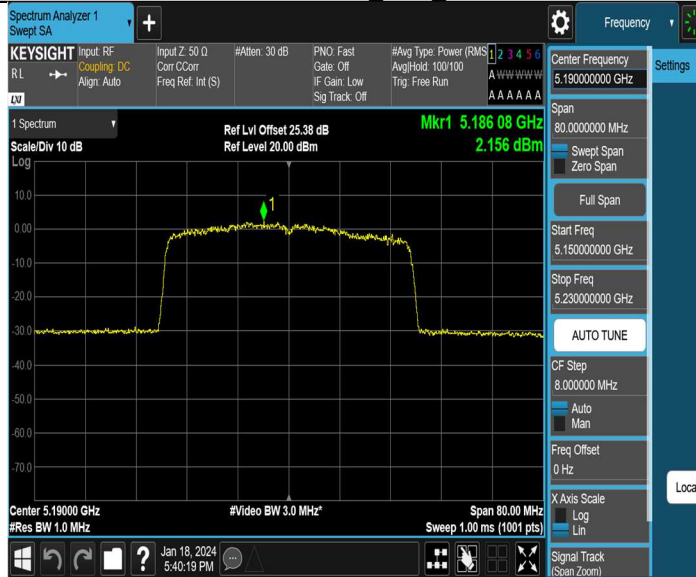 Spectrum Analyzer 1
Swept SA
Frequency
KEYSIGHT
Input: RF
Coupling: DC
Align: Auto
Input Z: 50 Ω
Corr CCorr
Freq Ref: Int (S)
#Atten: 30 dB
PNO: Fast
Gate: Off
IF Gain: Low
Sig Track: Off
#Avg Type: Power (RMS
Avg|Hold: 100/100
Trig: Free Run
1 2 3 4 5 6
A W W W W W
A A A A A A
R L
LXI
1 Spectrum
Scale/Div 10 dB
Log
Ref Lvl Offset 25.38 dB
Ref Level 20.00 dBm
Mkr1 5.186 08 GHz
2.156 dBm
1
10.0
0.00
-10.0
-20.0
-30.0
-40.0
-50.0
-60.0
-70.0
Center 5.19000 GHz
#Res BW 1.0 MHz
#Video BW 3.0 MHz*
Span 80.00 MHz
Sweep 1.00 ms (1001 pts)
Center Frequency
5.190000000 GHz
Span
80.0000000 MHz
Swept Span
Zero Span
Full Span
Start Freq
5.150000000 GHz
Stop Freq
5.230000000 GHz
AUTO TUNE
CF Step
8.000000 MHz
Auto
Man
Freq Offset
0 Hz
X Axis Scale
Log
Lin
Signal Track
(Span Zoom)
Settings
Loca
?
Jan 18, 2024
5:40:19 PM